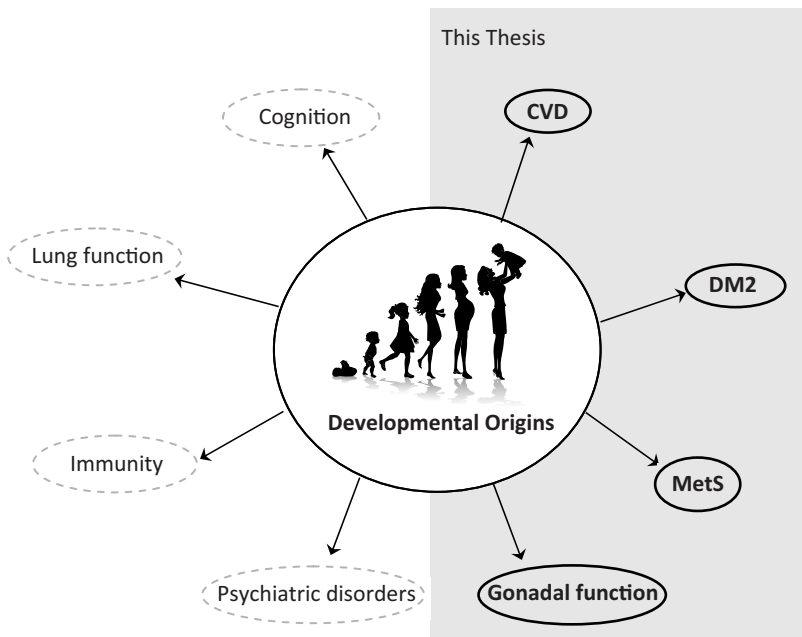 This Thesis
Cognition
CVD
Lung function
DM2
Developmental Origins
Immunity
MetS
Psychiatric disorders
Gonadal function